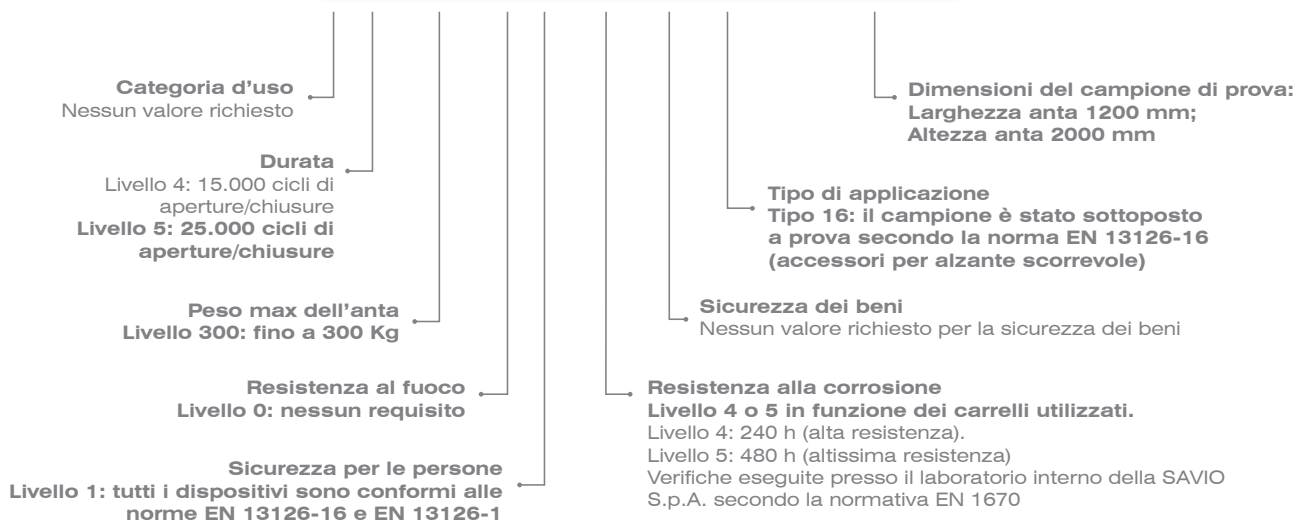 Categoria d'uso
Nessun valore richiesto
Durata
Livello 4: 15.000 cicli di
aperture/chiusure
Livello 5: 25.000 cicli di
aperture/chiusure
Peso max dell'anta
Livello 300: fino a 300 Kg
Resistenza al fuoco
Livello 0: nessun requisito
Sicurezza per le persone
Livello 1: tutti i dispositivi sono conformi alle
norme EN 13126-16 e EN 13126-1
Dimensioni del campione di prova:
Larghezza anta 1200 mm;
Altezza anta 2000 mm
Tipo di applicazione
Tipo 16: il campione è stato sottoposto
a prova secondo la norma EN 13126-16
(accessori per alzante scorrevole)
Sicurezza dei beni
Nessun valore richiesto per la sicurezza dei beni
Resistenza alla corrosione
Livello 4 o 5 in funzione dei carrelli utilizzati.
Livello 4: 240 h (alta resistenza).
Livello 5: 480 h (altissima resistenza)
Verifiche eseguite presso il laboratorio interno della SAVIO
S.p.A. secondo la normativa EN 1670